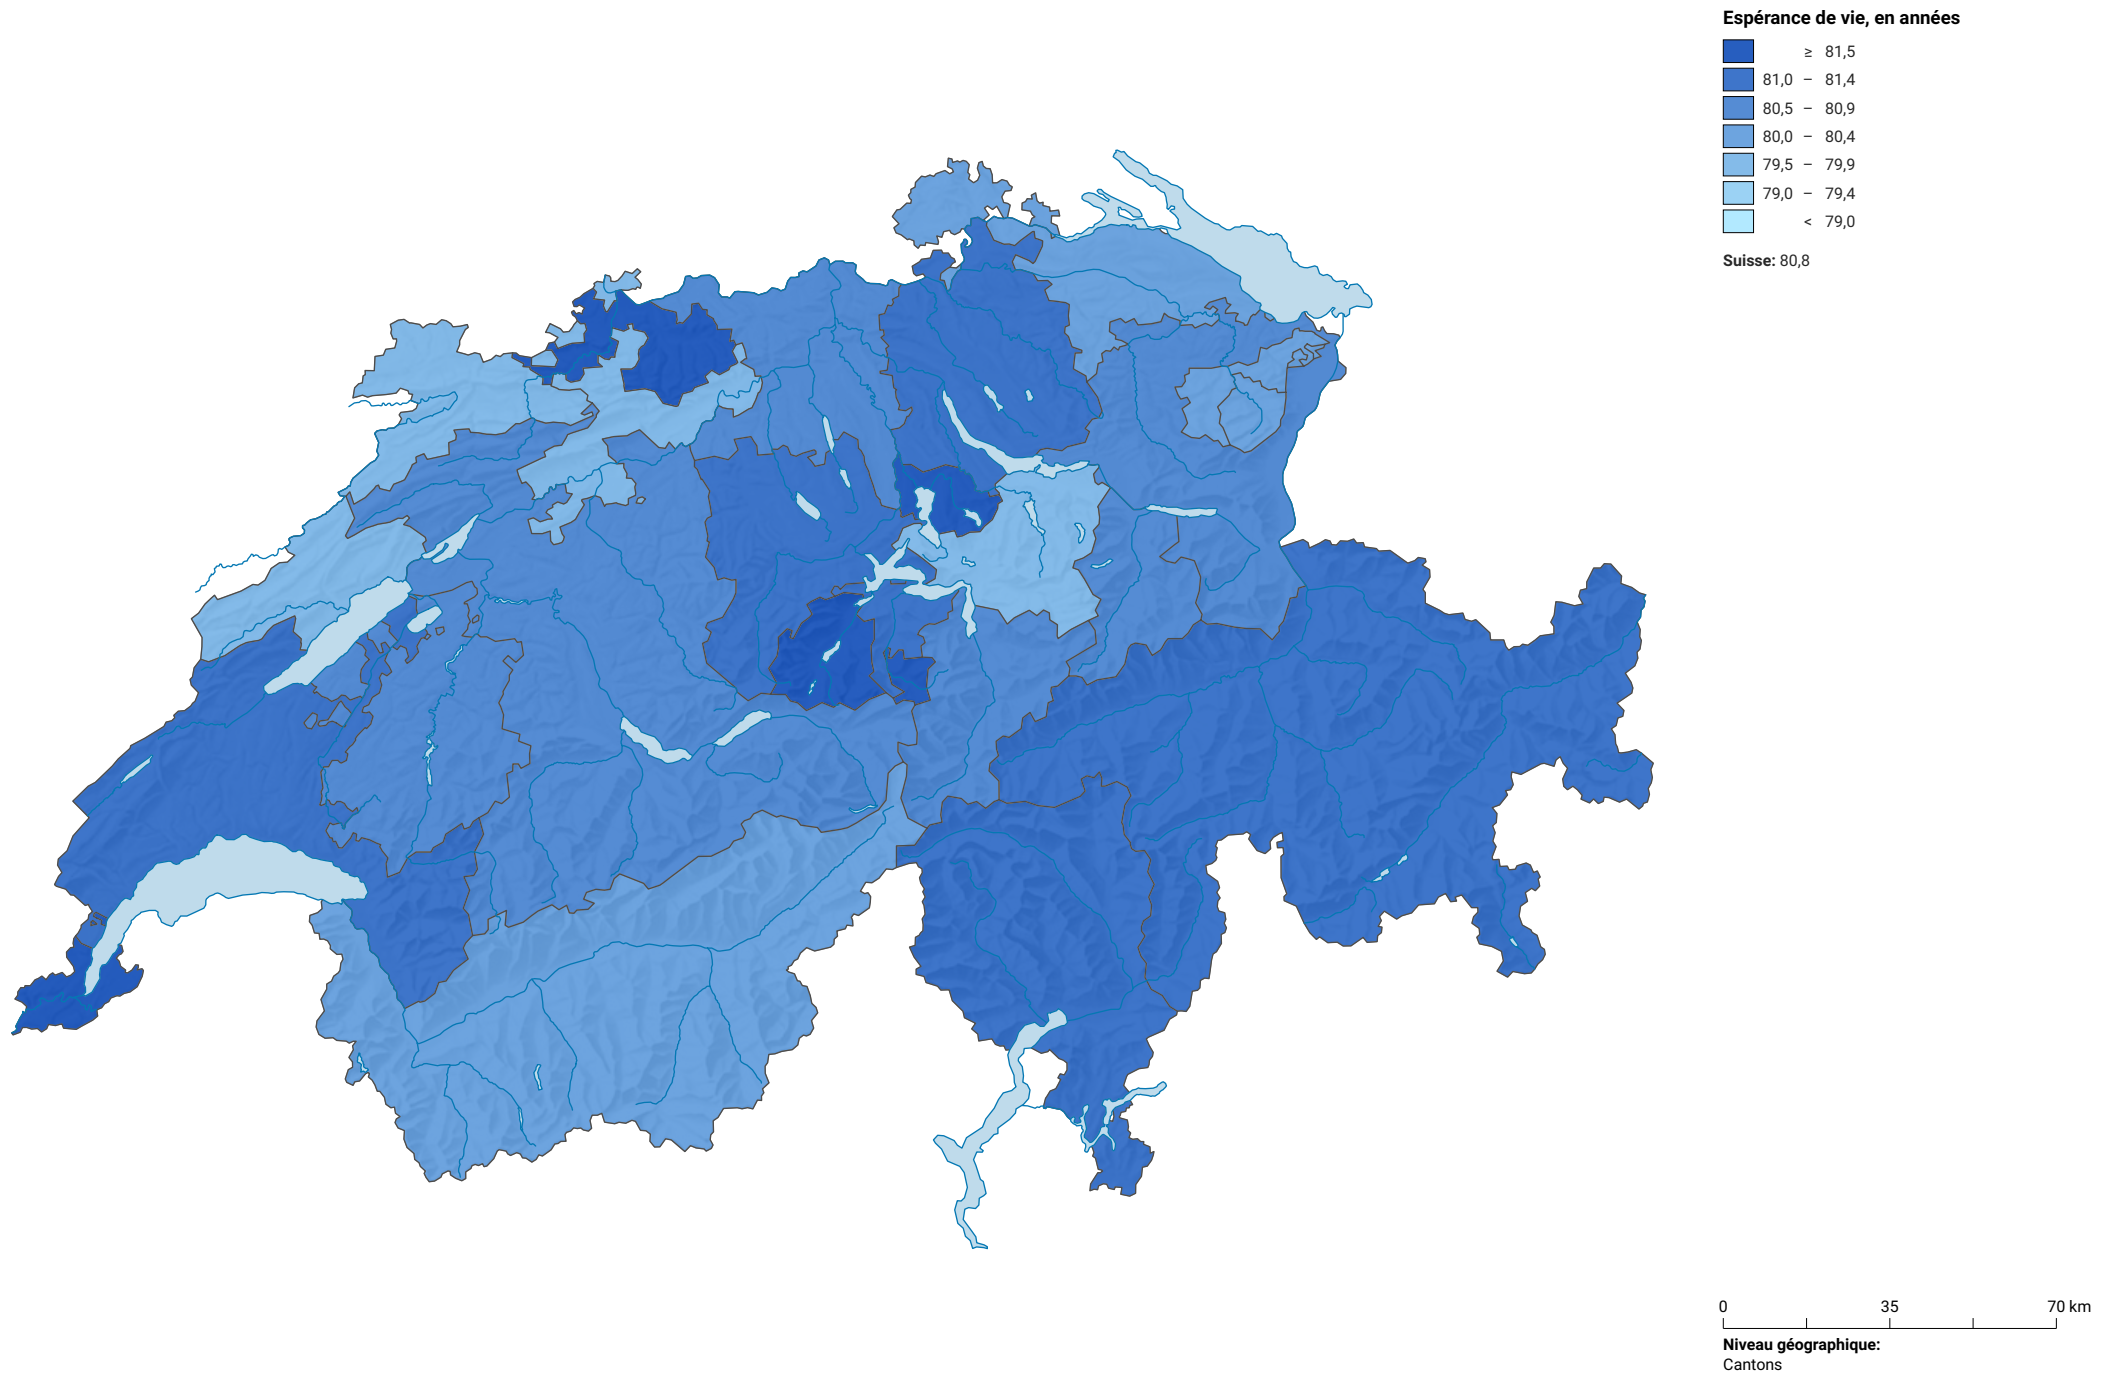 Espérance de vie, en années
≥ 81,5
81,0 – 81,4
80,5 – 80,9
80,0 – 80,4
79,5 – 79,9
79,0 – 79,4
< 79,0
Suisse: 80,8
0 35 70 km
Niveau géographique:
Cantons